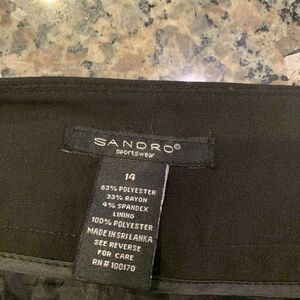 SANDRO®
sportswear
14
63% POLYESTER
33% RAYON
4% SPANDEX
LINING
100% POLYESTER
MADE IN SRI LANKA
SEE REVERSE
FOR CARE
RN# 100170